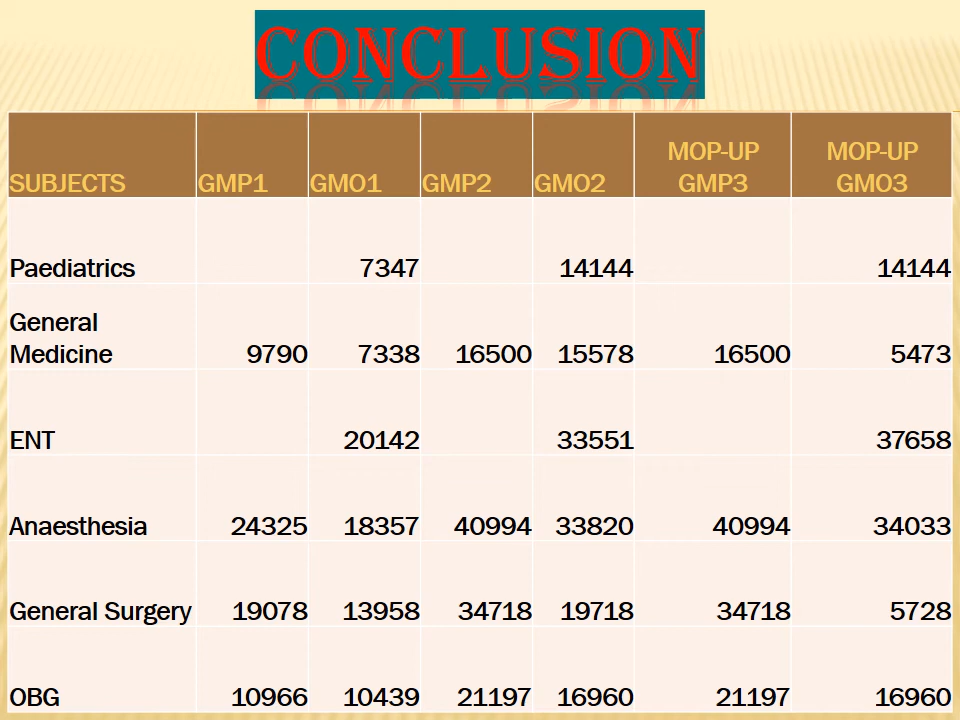 CONCLUSION
SUBJECTS GMP1 GMO1 GMP2 GMO2 MOP-UP GMP3 MOP-UP GMO3
Paediatrics 7347 14144 14144
General
Medicine 9790 7338 16500 15578 16500 5473
ENT 20142 33551 37658
Anaesthesia 24325 18357 40994 33820 40994 34033
General Surgery 19078 13958 34718 19718 34718 5728
OBG 10966 10439 21197 16960 21197 16960